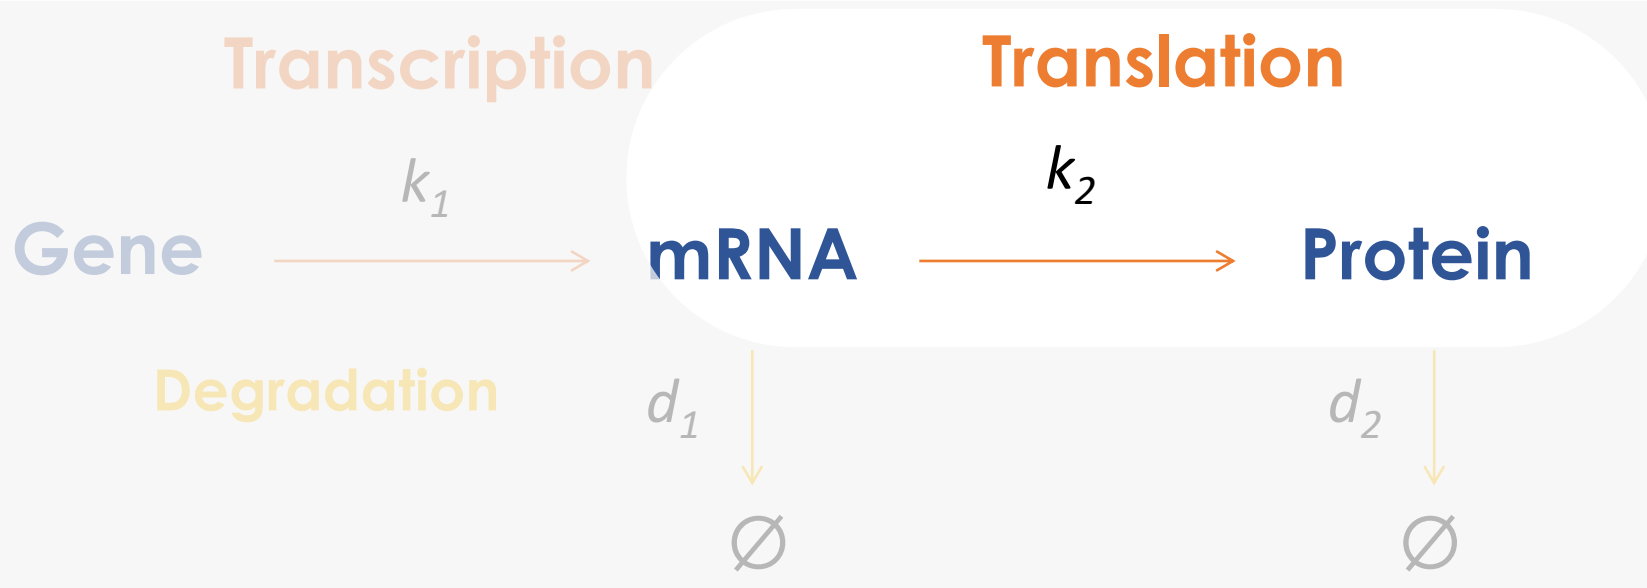 Transcription
Translation
k1
k2
Gene
mRNA
Protein
Degradation
d1
d2
∅
∅